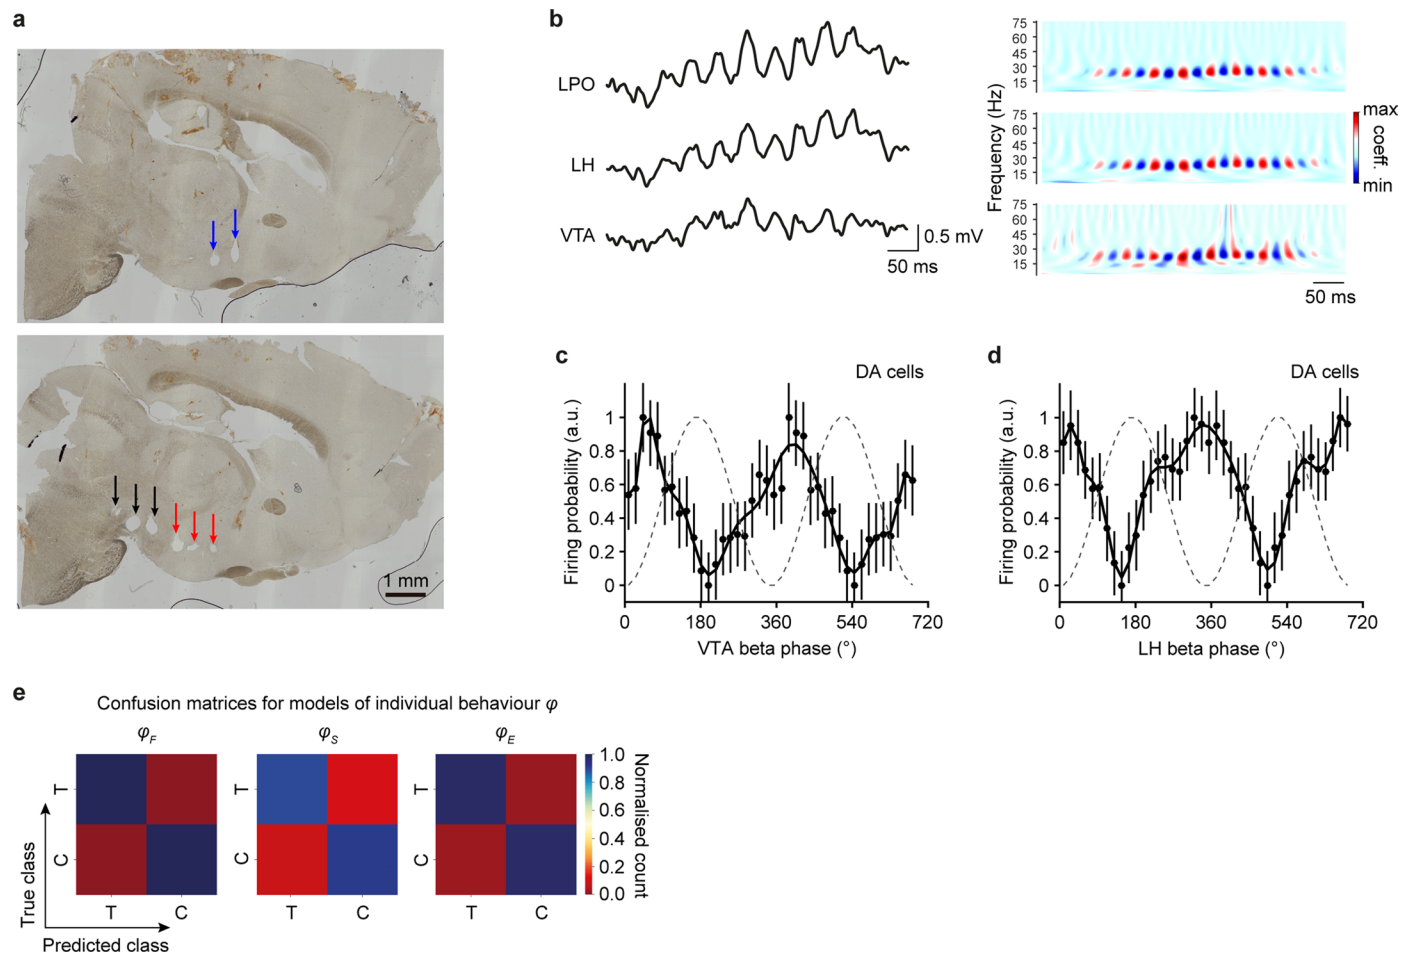 a
1 mm
b
LPO
LH
VTA
0.5 mV
50 ms
Frequency (Hz)
75
60
45
30
15
75
60
45
30
15
75
60
45
30
15
max
coeff.
min
50 ms
c
DA cells
Firing probability (a.u.)
1
0.8
0.6
0.4
0.2
0
0 180 360 540 720
VTA beta phase (°)
d
DA cells
Firing probability (a.u.)
1
0.8
0.6
0.4
0.2
0
0 180 360 540 720
LH beta phase (°)
e
Confusion matrices for models of individual behaviour φ
φF φS φE
True class
T
C
T C
Predicted class
T
C
T C
T
C
T C
1.0
0.8
0.6
0.4
0.2
0.0
Normalised count